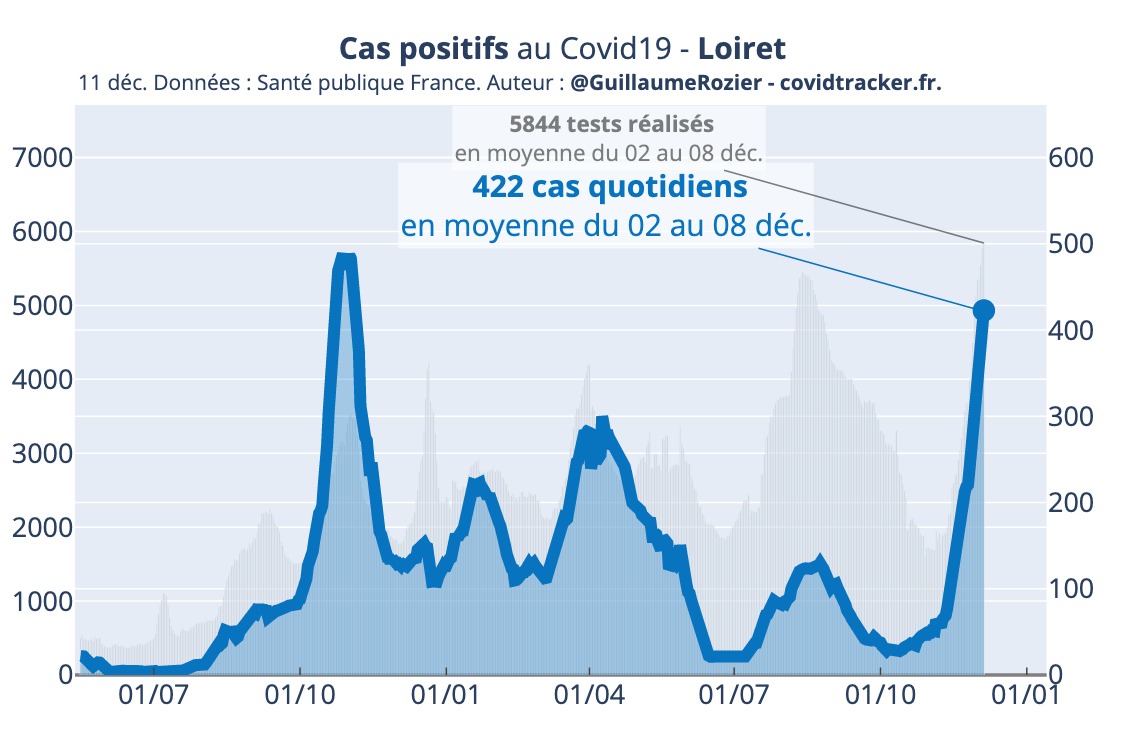 Cas positifs au Covid19 - Loiret
11 déc. Données : Santé publique France. Auteur : @GuillaumeRozier - covidtracker.fr.
5844 tests réalisés
en moyenne du 02 au 08 déc.
422 cas quotidiens
en moyenne du 02 au 08 déc.
7000 600
6000 500
5000 400
4000
3000 300
2000 200
1000 100
0 0
01/07 01/10 01/01 01/04 01/07 01/10 01/01